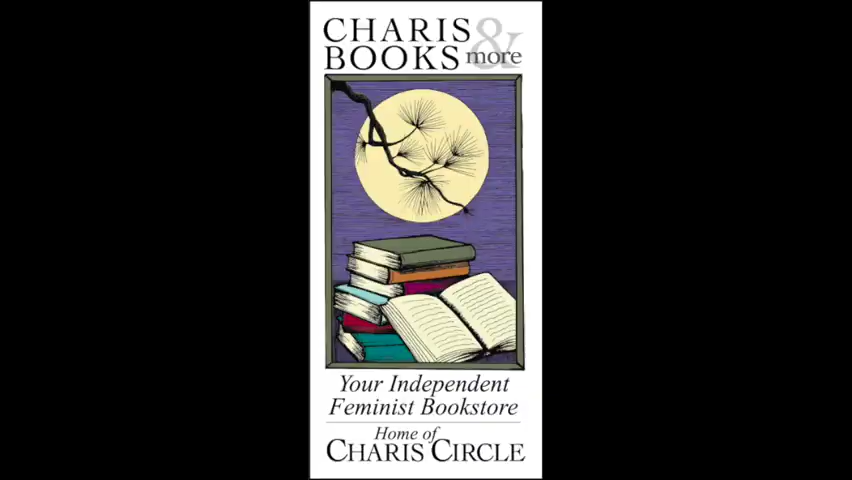 CHARIS &
BOOKS more
Your Independent
Feminist Bookstore
Home of
CHARIS CIRCLE